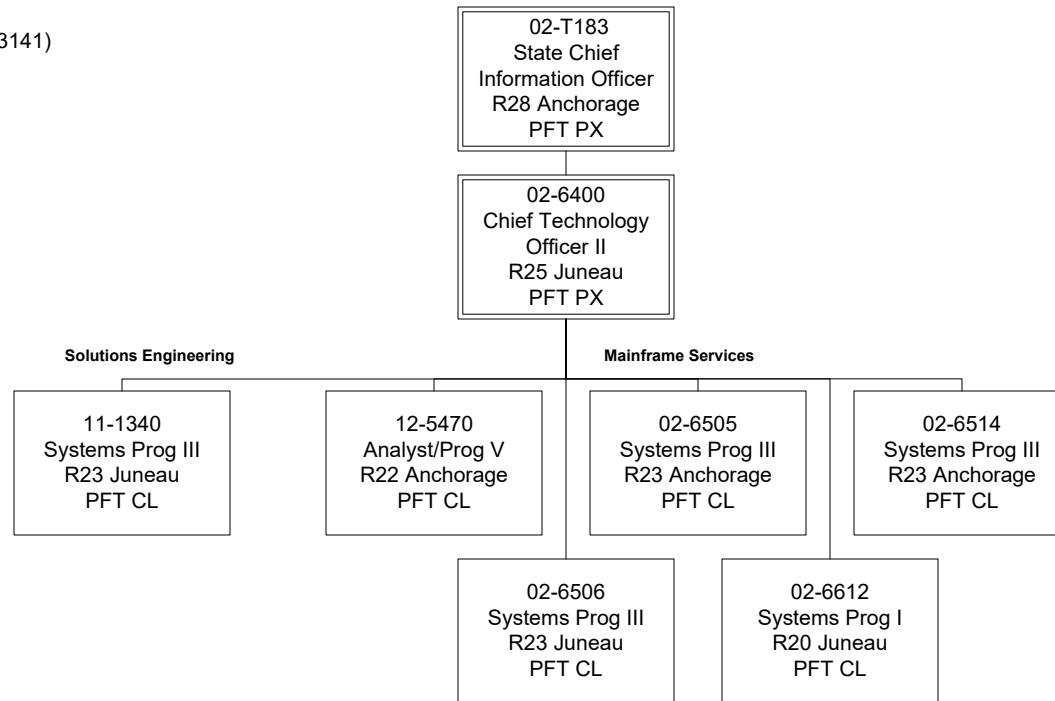 3141)
02-T183
State Chief
Information Officer
R28 Anchorage
PFT PX
02-6400
Chief Technology
Officer II
R25 Juneau
PFT PX
Solutions Engineering
Mainframe Services
11-1340
Systems Prog III
R23 Juneau
PFT CL
12-5470
Analyst/Prog V
R22 Anchorage
PFT CL
02-6505
Systems Prog III
R23 Anchorage
PFT CL
02-6514
Systems Prog III
R23 Anchorage
PFT CL
02-6506
Systems Prog III
R23 Juneau
PFT CL
02-6612
Systems Prog I
R20 Juneau
PFT CL